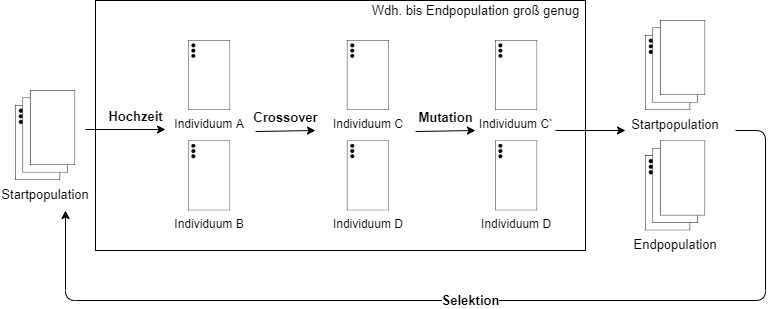 Wdh. bis Endpopulation groß genug
Startpopulation
Hochzeit
Individuum A
Individuum B
Crossover
Individuum C
Individuum D
Mutation
Individuum C`
Individuum D
Startpopulation
Endpopulation
Selektion